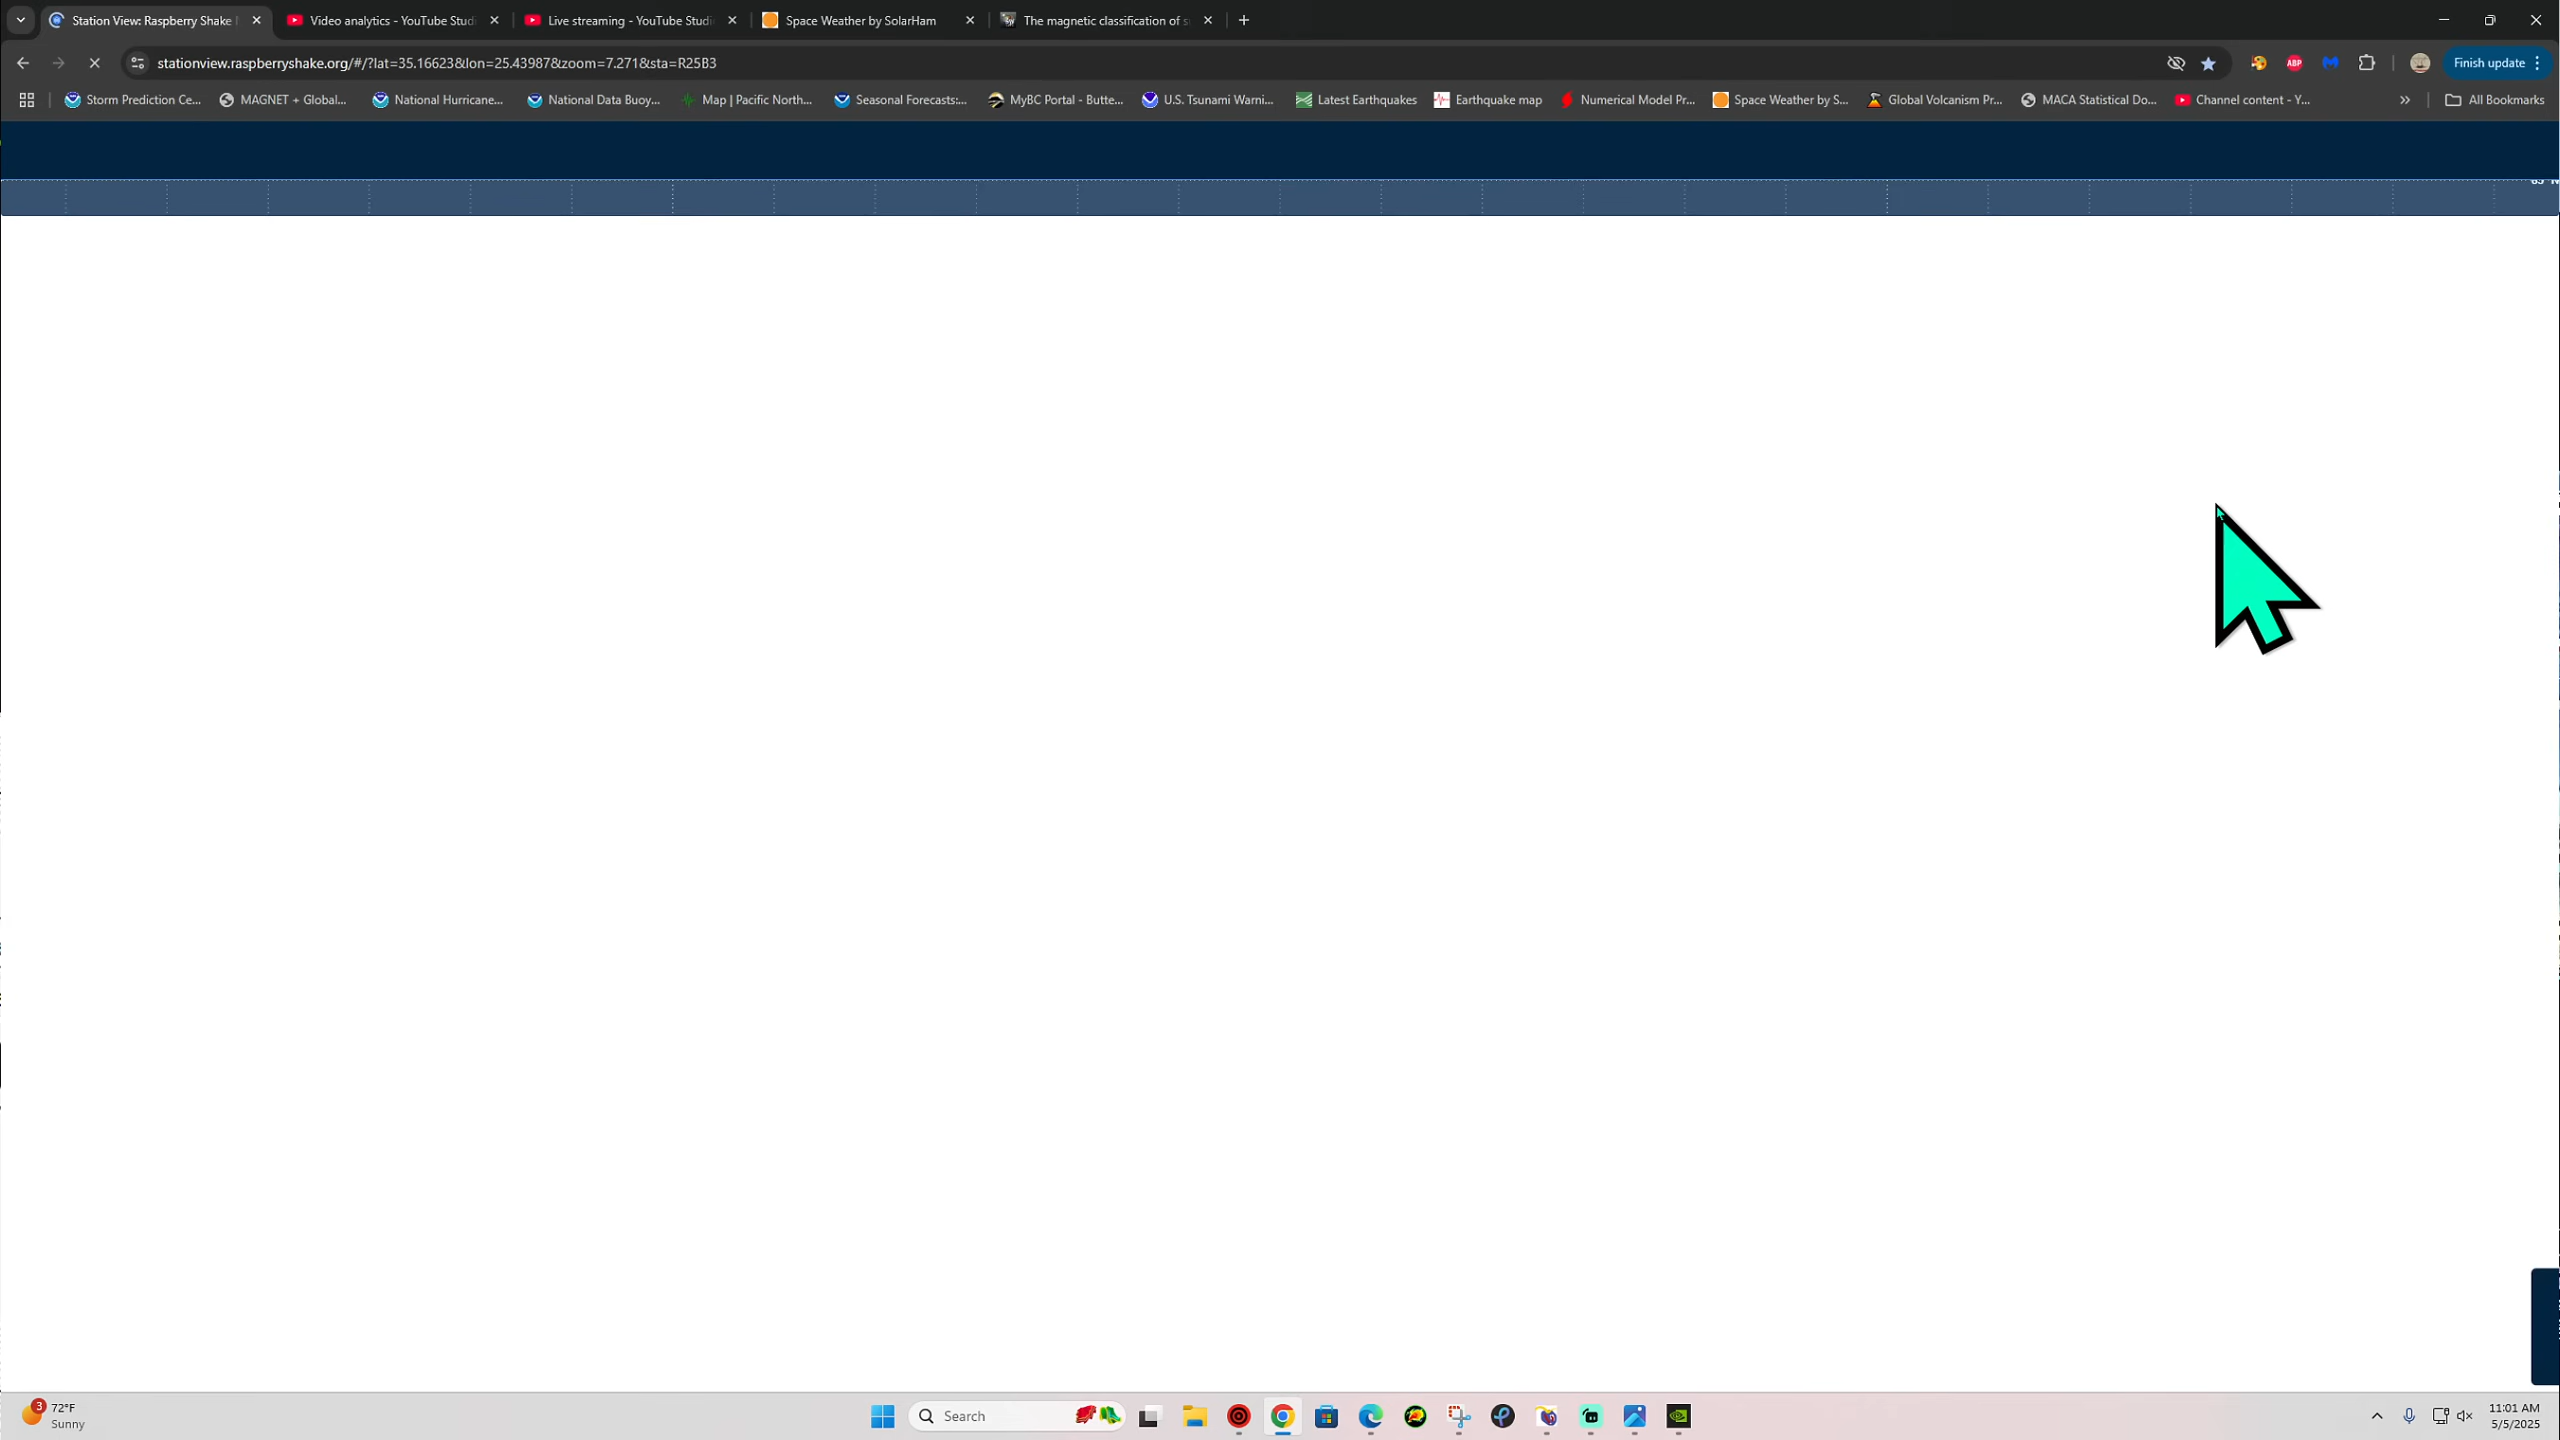 Station View: Raspberry Shake
Video analytics - YouTube Studi
Live streaming - YouTube Studi
Space Weather by SolarHam
The magnetic classification of s
stationview.raspberryshake.org/#/?lat=35.16623&lon=25.43987&zoom=7.271&sta=R25B3
ABP
Finish update
Storm Prediction Ce...
MAGNET + Global...
National Hurricane...
National Data Buoy...
Map | Pacific North...
Seasonal Forecasts:...
MyBC Portal - Butte...
U.S. Tsunami Warni...
Latest Earthquakes
Earthquake map
Numerical Model Pr...
Space Weather by S...
Global Volcanism Pr...
MACA Statistical Do...
Channel content - Y...
All Bookmarks
3
72°F
Sunny
Search
11:01 AM
5/5/2025